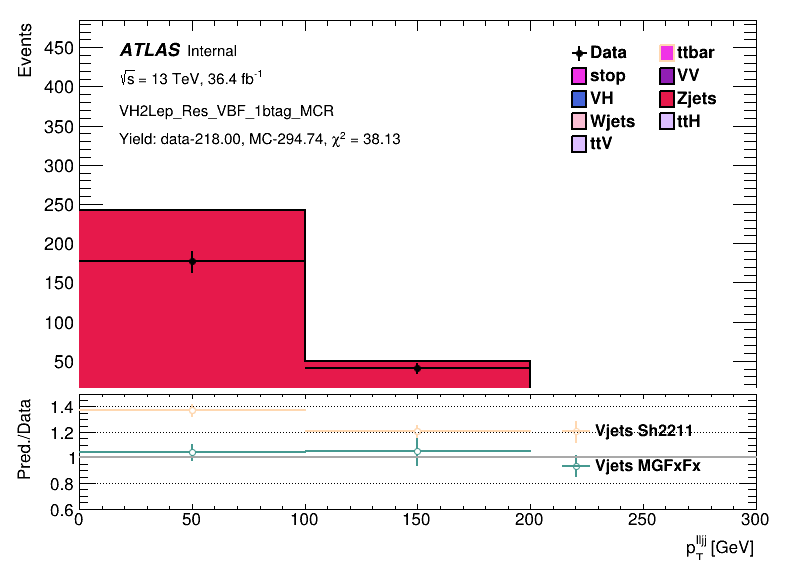 Events
450
400
350
300
250
200
150
100
50
ATLAS Internal
√s = 13 TeV, 36.4 fb⁻¹
VH2Lep_Res_VBF_1btag_MCR
Yield: data-218.00, MC-294.74, χ² = 38.13
Data ttbar
stop VV
VH Zjets
Wjets ttH
ttV
Pred./Data
1.4
1.2
1
0.8
0.6
Vjets Sh2211
Vjets MGFxFx
0 50 100 150 200 250 300
p_T^lljj [GeV]